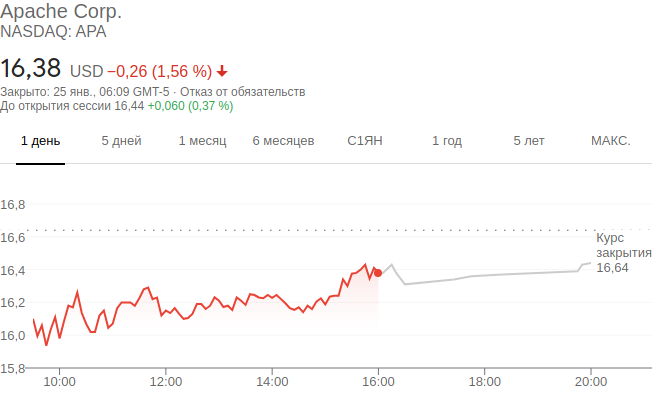 Apache Corp.
NASDAQ: APA
16,38 USD −0,26 (1,56 %)
Закрыто: 25 янв., 06:09 GMT-5 · Отказ от обязательств
До открытия сессии 16,44 +0,060 (0,37 %)
1 день 5 дней 1 месяц 6 месяцев С1ЯН 1 год 5 лет МАКС.
16,8
16,6
Курс
закрытия
16,64
16,4
16,2
16,0
15,8
10:00 12:00 14:00 16:00 18:00 20:00